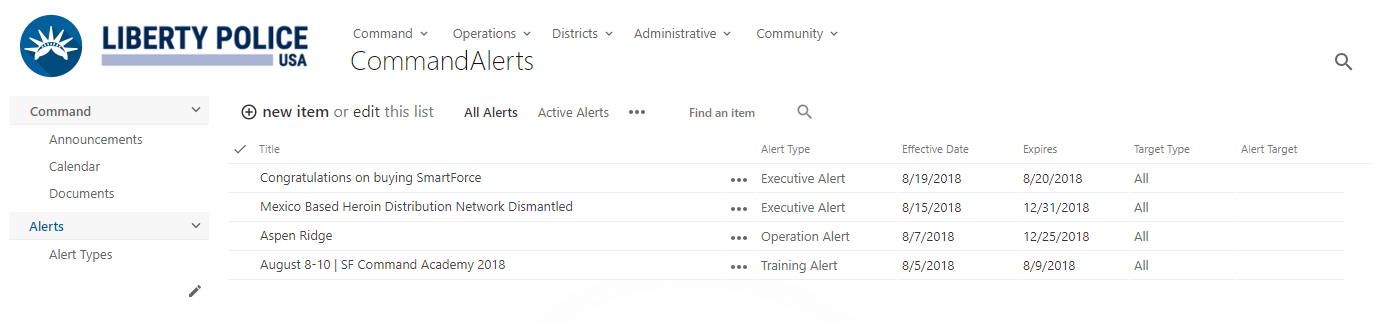 LIBERTY POLICE
USA
Command Operations Districts Administrative Community
CommandAlerts
Command
Announcements
Calendar
Documents
Alerts
Alert Types
new item or edit this list All Alerts Active Alerts ••• Find an item
Title Alert Type Effective Date Expires Target Type Alert Target
Congratulations on buying SmartForce ••• Executive Alert 8/19/2018 8/20/2018 All
Mexico Based Heroin Distribution Network Dismantled ••• Executive Alert 8/15/2018 12/31/2018 All
Aspen Ridge ••• Operation Alert 8/7/2018 12/25/2018 All
August 8-10 | SF Command Academy 2018 ••• Training Alert 8/5/2018 8/9/2018 All